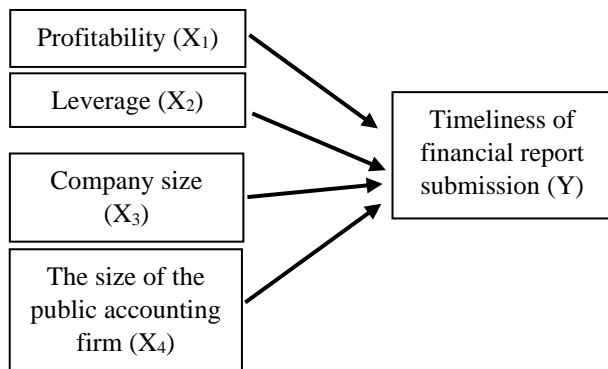 Profitability (X₁)
Leverage (X₂)
Company size
(X₃)
The size of the
public accounting
firm (X₄)
Timeliness of
financial report
submission (Y)